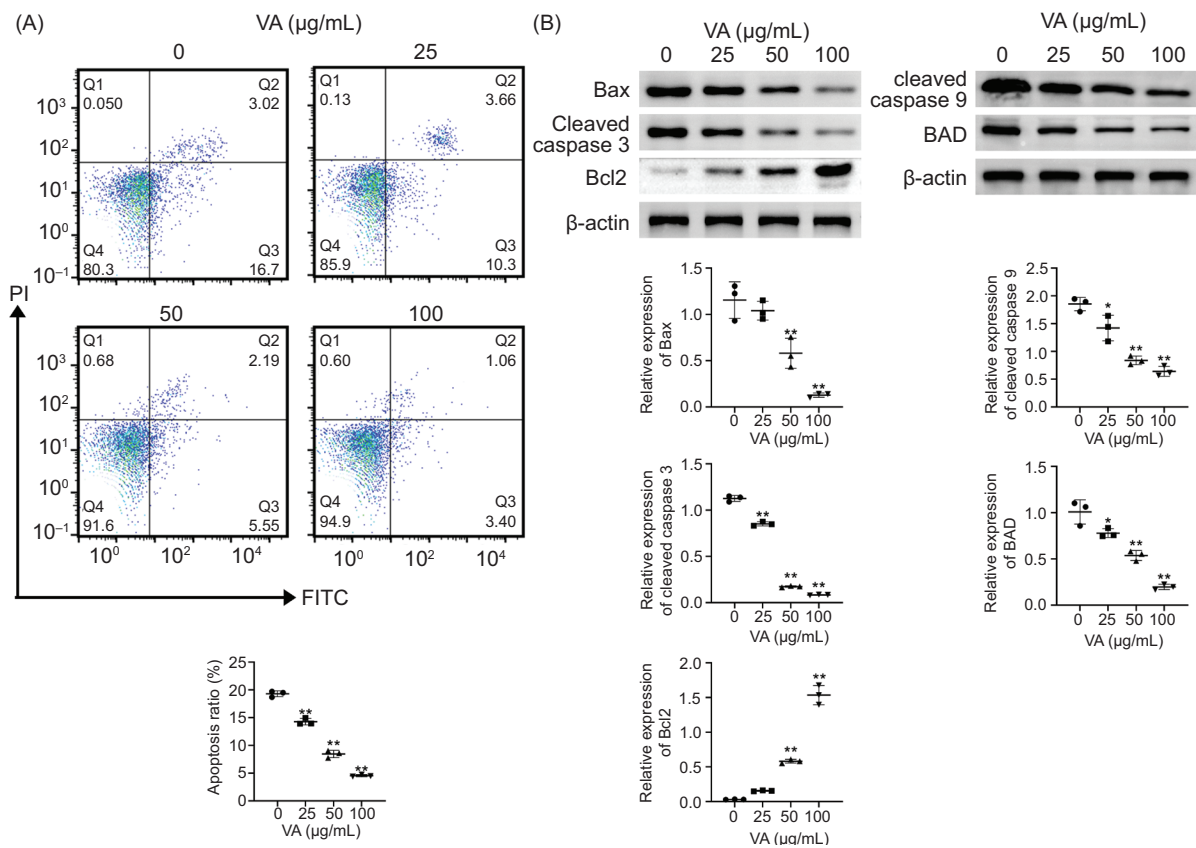 (A)
VA (µg/mL)
0
25
Q1
0.050
Q2
3.02
Q4
80.3
Q3
16.7
Q1
0.13
Q2
3.66
Q4
85.9
Q3
10.3
10³
10²
10¹
10⁰
10⁻¹
50
100
Q1
0.68
Q2
2.19
Q4
91.6
Q3
5.55
Q1
0.60
Q2
1.06
Q4
94.9
Q3
3.40
10³
10²
10¹
10⁰
10⁻¹
10⁰ 10² 10⁴
10⁰ 10² 10⁴
PI
FITC
Apoptosis ratio (%)
25
20
15
10
5
0
**
**
**
0 25 50 100
VA (µg/mL)
(B)
VA (µg/mL)
0 25 50 100
Bax
Cleaved
caspase 3
Bcl2
β-actin
VA (µg/mL)
0 25 50 100
cleaved
caspase 9
BAD
β-actin
Relative expression
of Bax
1.5
1.0
0.5
0.0
**
**
0 25 50 100
VA (µg/mL)
Relative expression
of cleaved caspase 9
2.5
2.0
1.5
1.0
0.5
0.0
*
**
**
0 25 50 100
VA (µg/mL)
Relative expression
of cleaved caspase 3
1.5
1.0
0.5
0.0
**
**
**
0 25 50 100
VA (µg/mL)
Relative expression
of BAD
1.5
1.0
0.5
0.0
*
**
**
0 25 50 100
VA (µg/mL)
Relative expression
of Bcl2
2.0
1.5
1.0
0.5
0.0
**
**
0 25 50 100
VA (µg/mL)